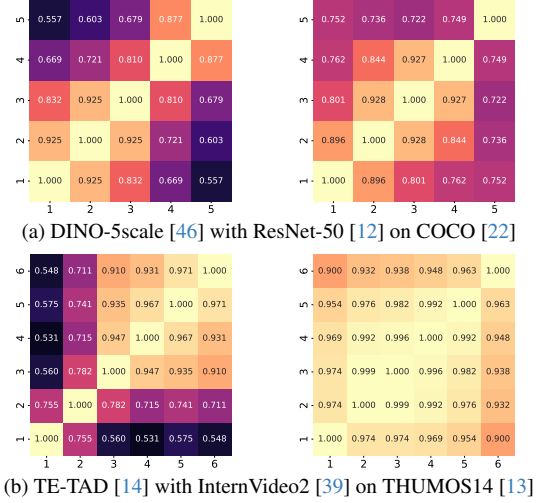 5 0.557 0.603 0.679 0.877 1.000
4 0.669 0.721 0.810 1.000 0.877
3 0.832 0.925 1.000 0.810 0.679
2 0.925 1.000 0.925 0.721 0.603
1 1.000 0.925 0.832 0.669 0.557
1 2 3 4 5
5 0.752 0.736 0.722 0.749 1.000
4 0.762 0.844 0.927 1.000 0.749
3 0.801 0.928 1.000 0.927 0.722
2 0.896 1.000 0.928 0.844 0.736
1 1.000 0.896 0.801 0.762 0.752
1 2 3 4 5
(a) DINO-5scale [46] with ResNet-50 [12] on COCO [22]
6 0.548 0.711 0.910 0.931 0.971 1.000
5 0.575 0.741 0.935 0.967 1.000 0.971
4 0.531 0.715 0.947 1.000 0.967 0.931
3 0.560 0.782 1.000 0.947 0.935 0.910
2 0.755 1.000 0.782 0.715 0.741 0.711
1 1.000 0.755 0.560 0.531 0.575 0.548
1 2 3 4 5 6
6 0.900 0.932 0.938 0.948 0.963 1.000
5 0.954 0.976 0.982 0.992 1.000 0.963
4 0.969 0.992 0.996 1.000 0.992 0.948
3 0.974 0.999 1.000 0.996 0.982 0.938
2 0.974 1.000 0.999 0.992 0.976 0.932
1 1.000 0.974 0.974 0.969 0.954 0.900
1 2 3 4 5 6
(b) TE-TAD [14] with InternVideo2 [39] on THUMOS14 [13]